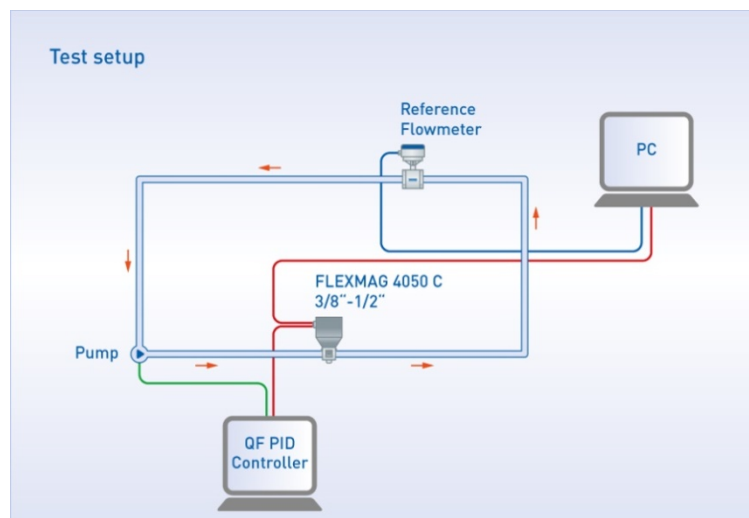 Test setup
Reference
Flowmeter
PC
FLEXMAG 4050 C
3/8″-1/2″
Pump
QF PID
Controller